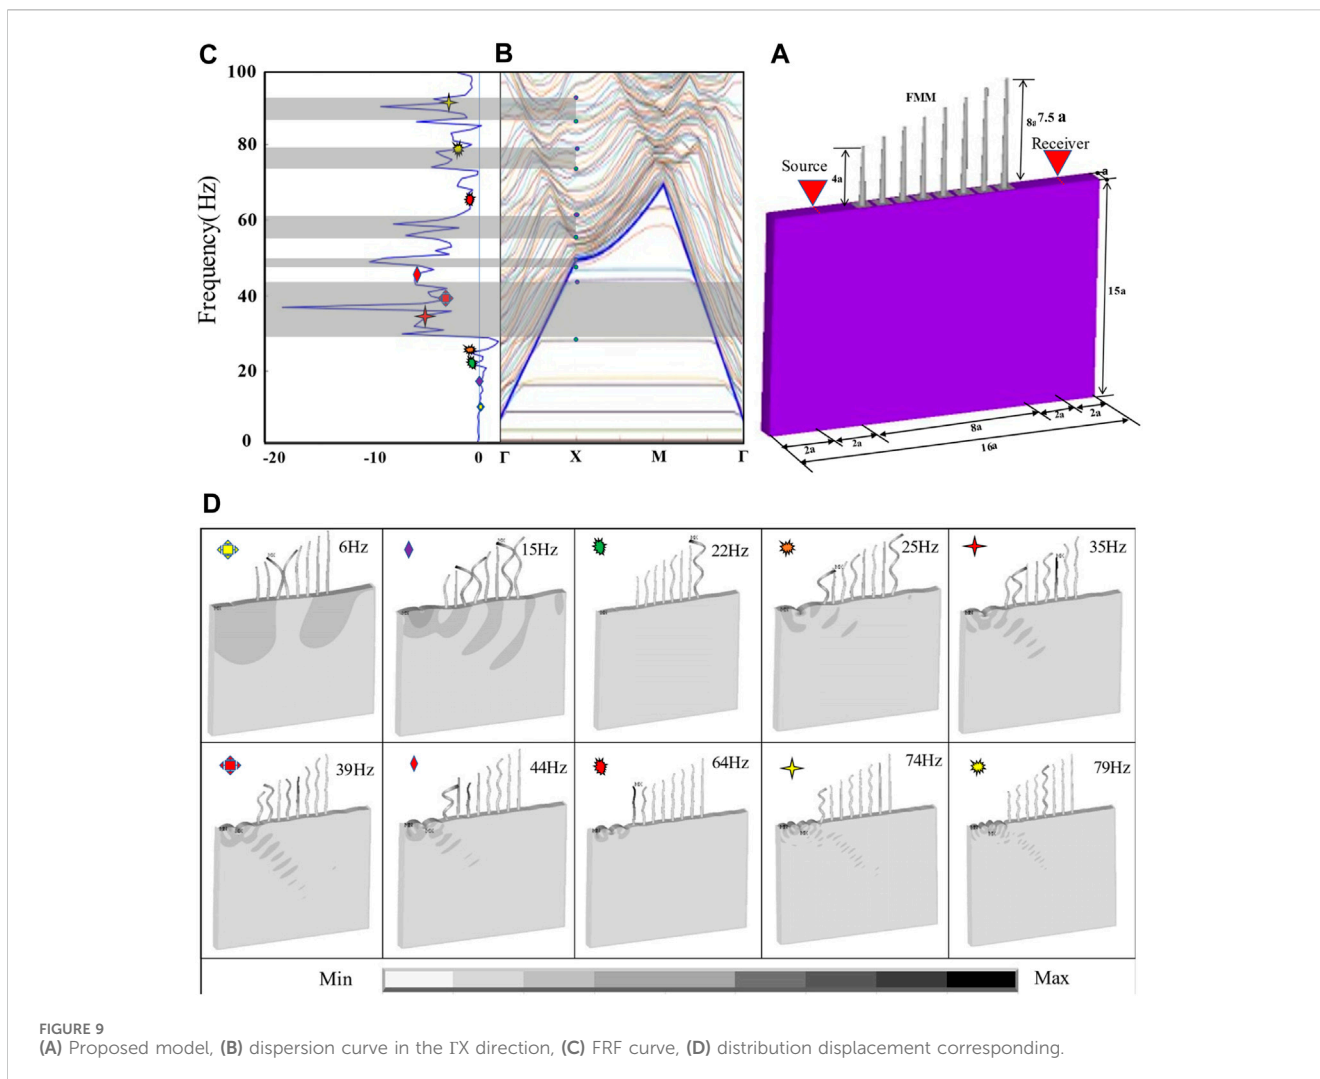 C
B
A
100
80
60
40
20
0
Frequency(Hz)
-20
-10
0
Γ
X
M
Γ
FMM
8a 7.5 a
Source
4a
Receiver
a
15a
2a
2a
8a
2a
2a
16a
D
6Hz
15Hz
22Hz
25Hz
35Hz
39Hz
44Hz
64Hz
74Hz
79Hz
Min
Max
FIGURE 9
(A) Proposed model, (B) dispersion curve in the ΓX direction, (C) FRF curve, (D) distribution displacement corresponding.